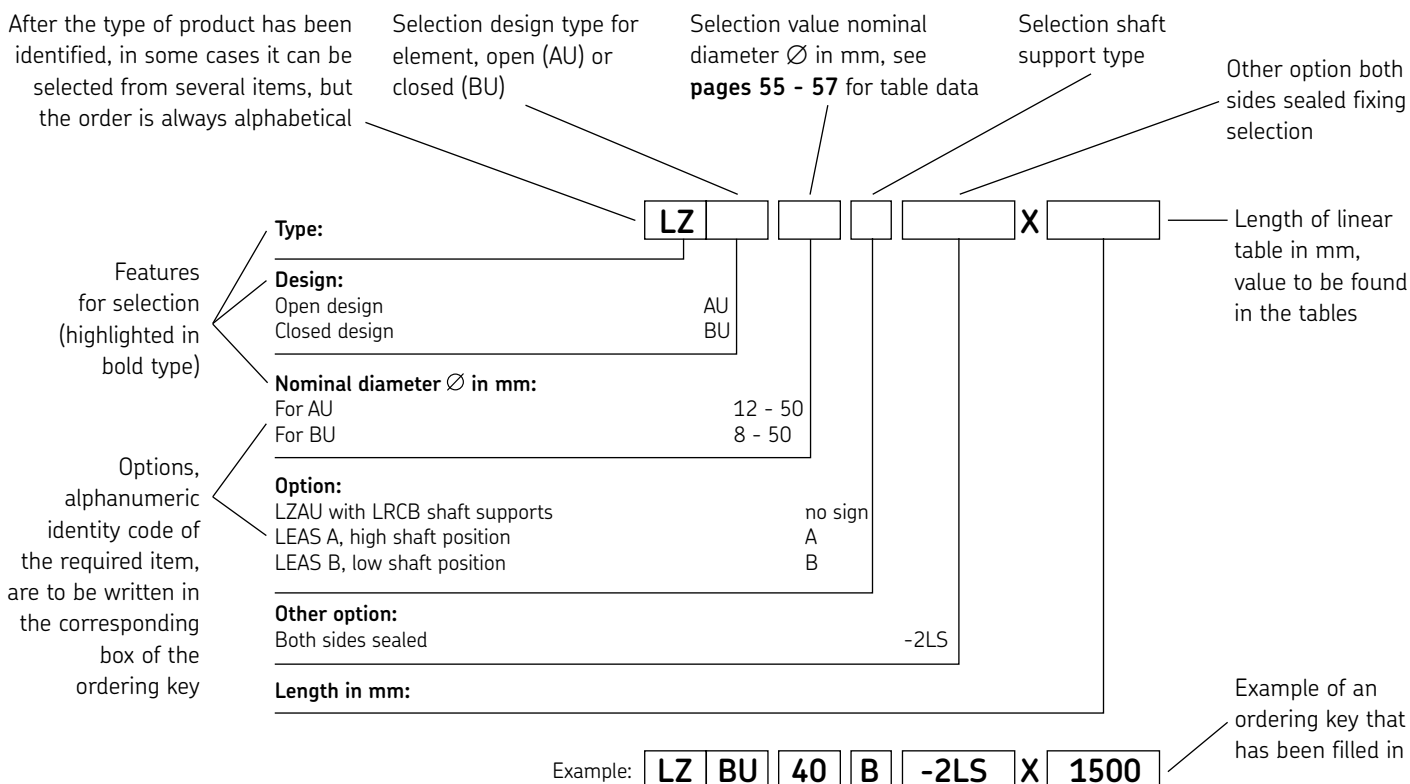 After the type of product has been
identified, in some cases it can be
selected from several items, but
the order is always alphabetical
Selection design type for
element, open (AU) or
closed (BU)
Selection value nominal
diameter Ø in mm, see
pages 55 - 57 for table data
Selection shaft
support type
Other option both
sides sealed fixing
selection
LZ X
Length of linear
table in mm,
value to be found
in the tables
Features
for selection
(highlighted in
bold type)
Options,
alphanumeric
identity code of
the required item,
are to be written in
the corresponding
box of the
ordering key
Type:
Design:
Open design AU
Closed design BU
Nominal diameter Ø in mm:
For AU 12 - 50
For BU 8 - 50
Option:
LZAU with LRCB shaft supports no sign
LEAS A, high shaft position A
LEAS B, low shaft position B
Other option:
Both sides sealed -2LS
Length in mm:
Example of an
ordering key that
has been filled in
Example: LZ BU 40 B -2LS X 1500